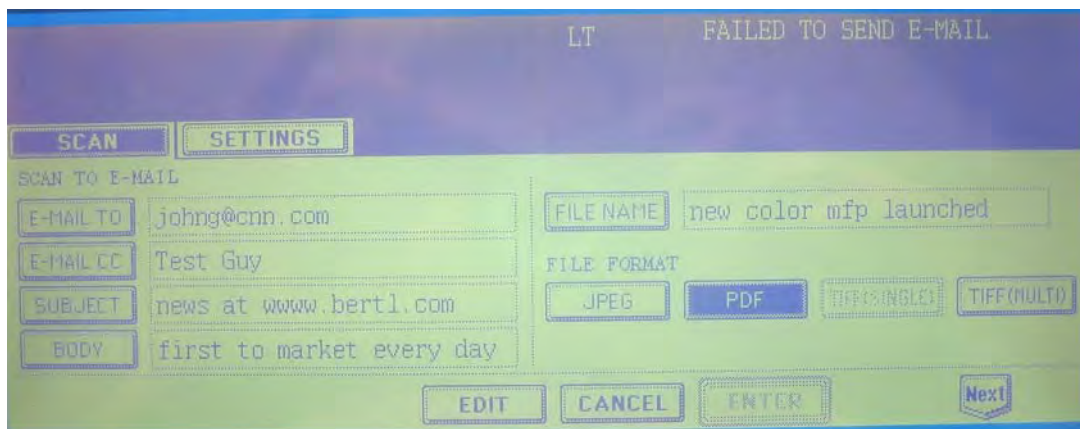 LT FAILED TO SEND E-MAIL
SCAN SETTINGS
SCAN TO E-MAIL
E-MAIL TO johng@cnn.com
E-MAIL CC Test Guy
SUBJECT news at wwww.bertl.com
BODY first to market every day
FILE NAME new color mfp launched
FILE FORMAT
JPEG PDF TIFF(SINGLE) TIFF(MULTI)
EDIT CANCEL ENTER Next